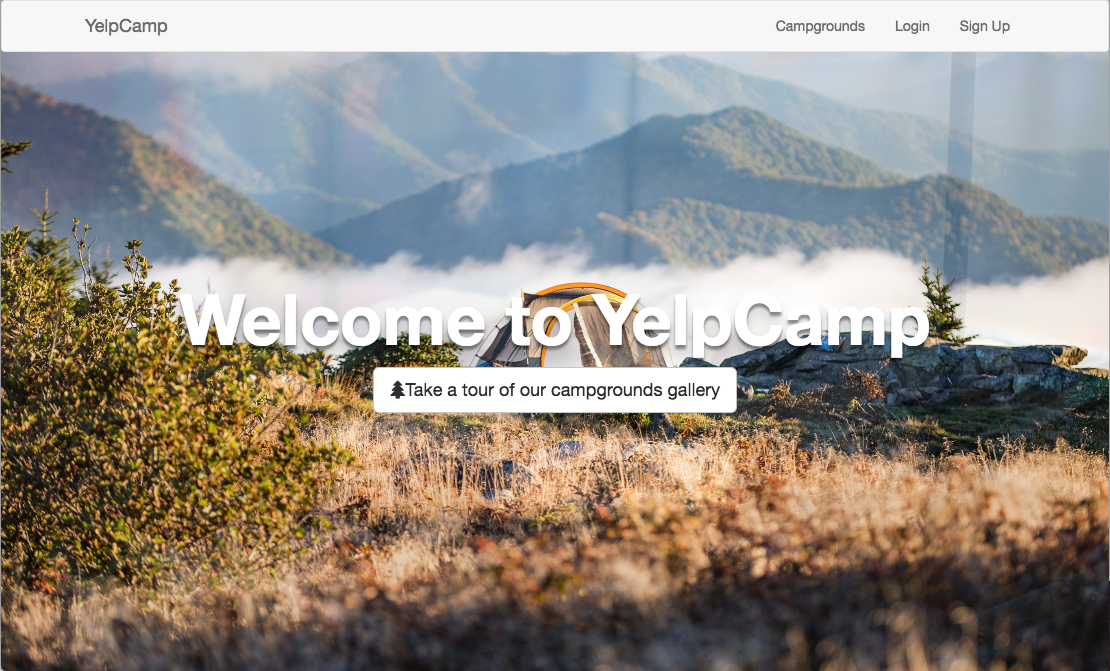 YelpCamp
Campgrounds
Login
Sign Up
Welcome to YelpCamp
Take a tour of our campgrounds gallery